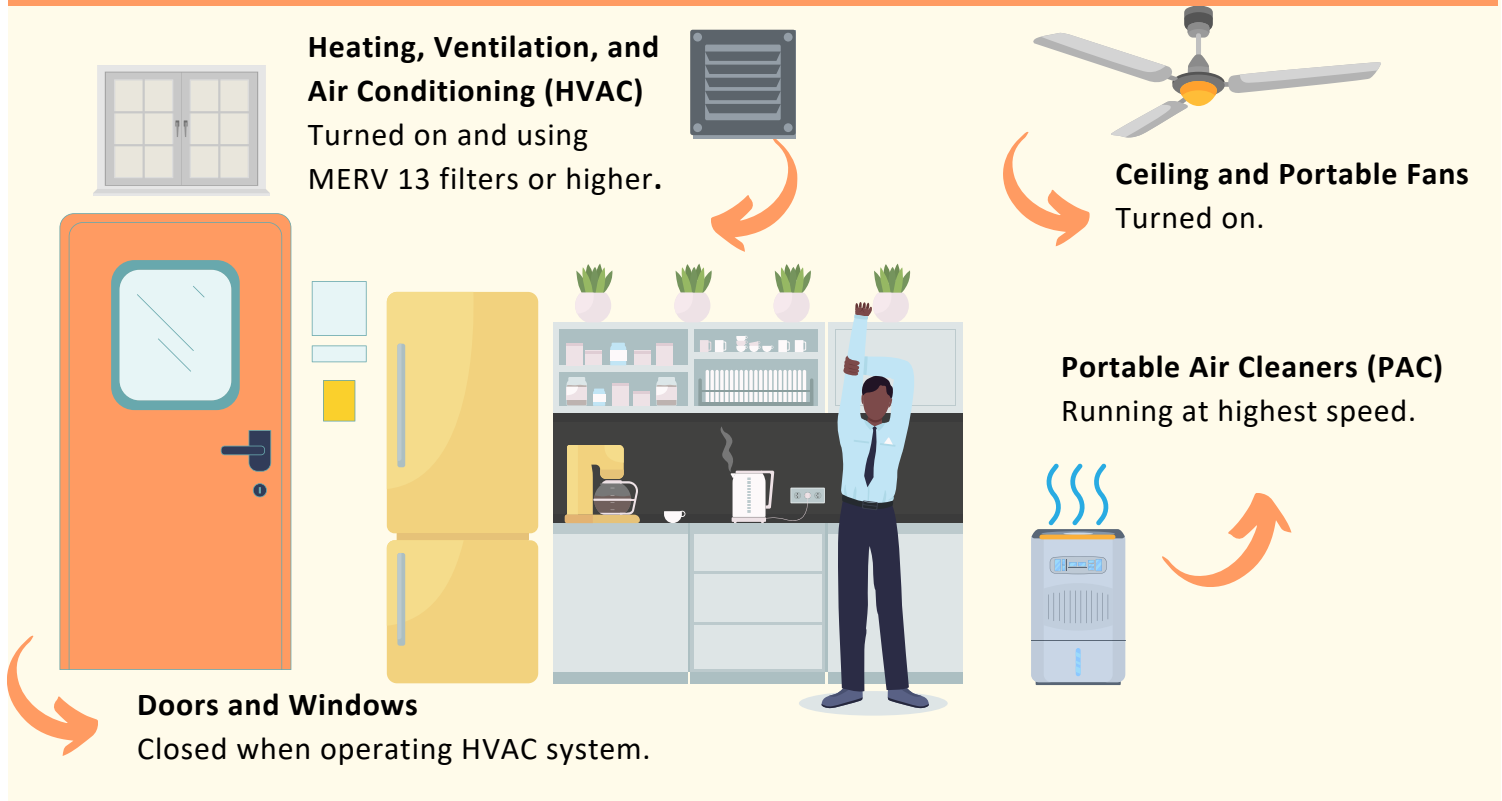 Heating, Ventilation, and
Air Conditioning (HVAC)
Turned on and using
MERV 13 filters or higher.
Ceiling and Portable Fans
Turned on.
Portable Air Cleaners (PAC)
Running at highest speed.
Doors and Windows
Closed when operating HVAC system.